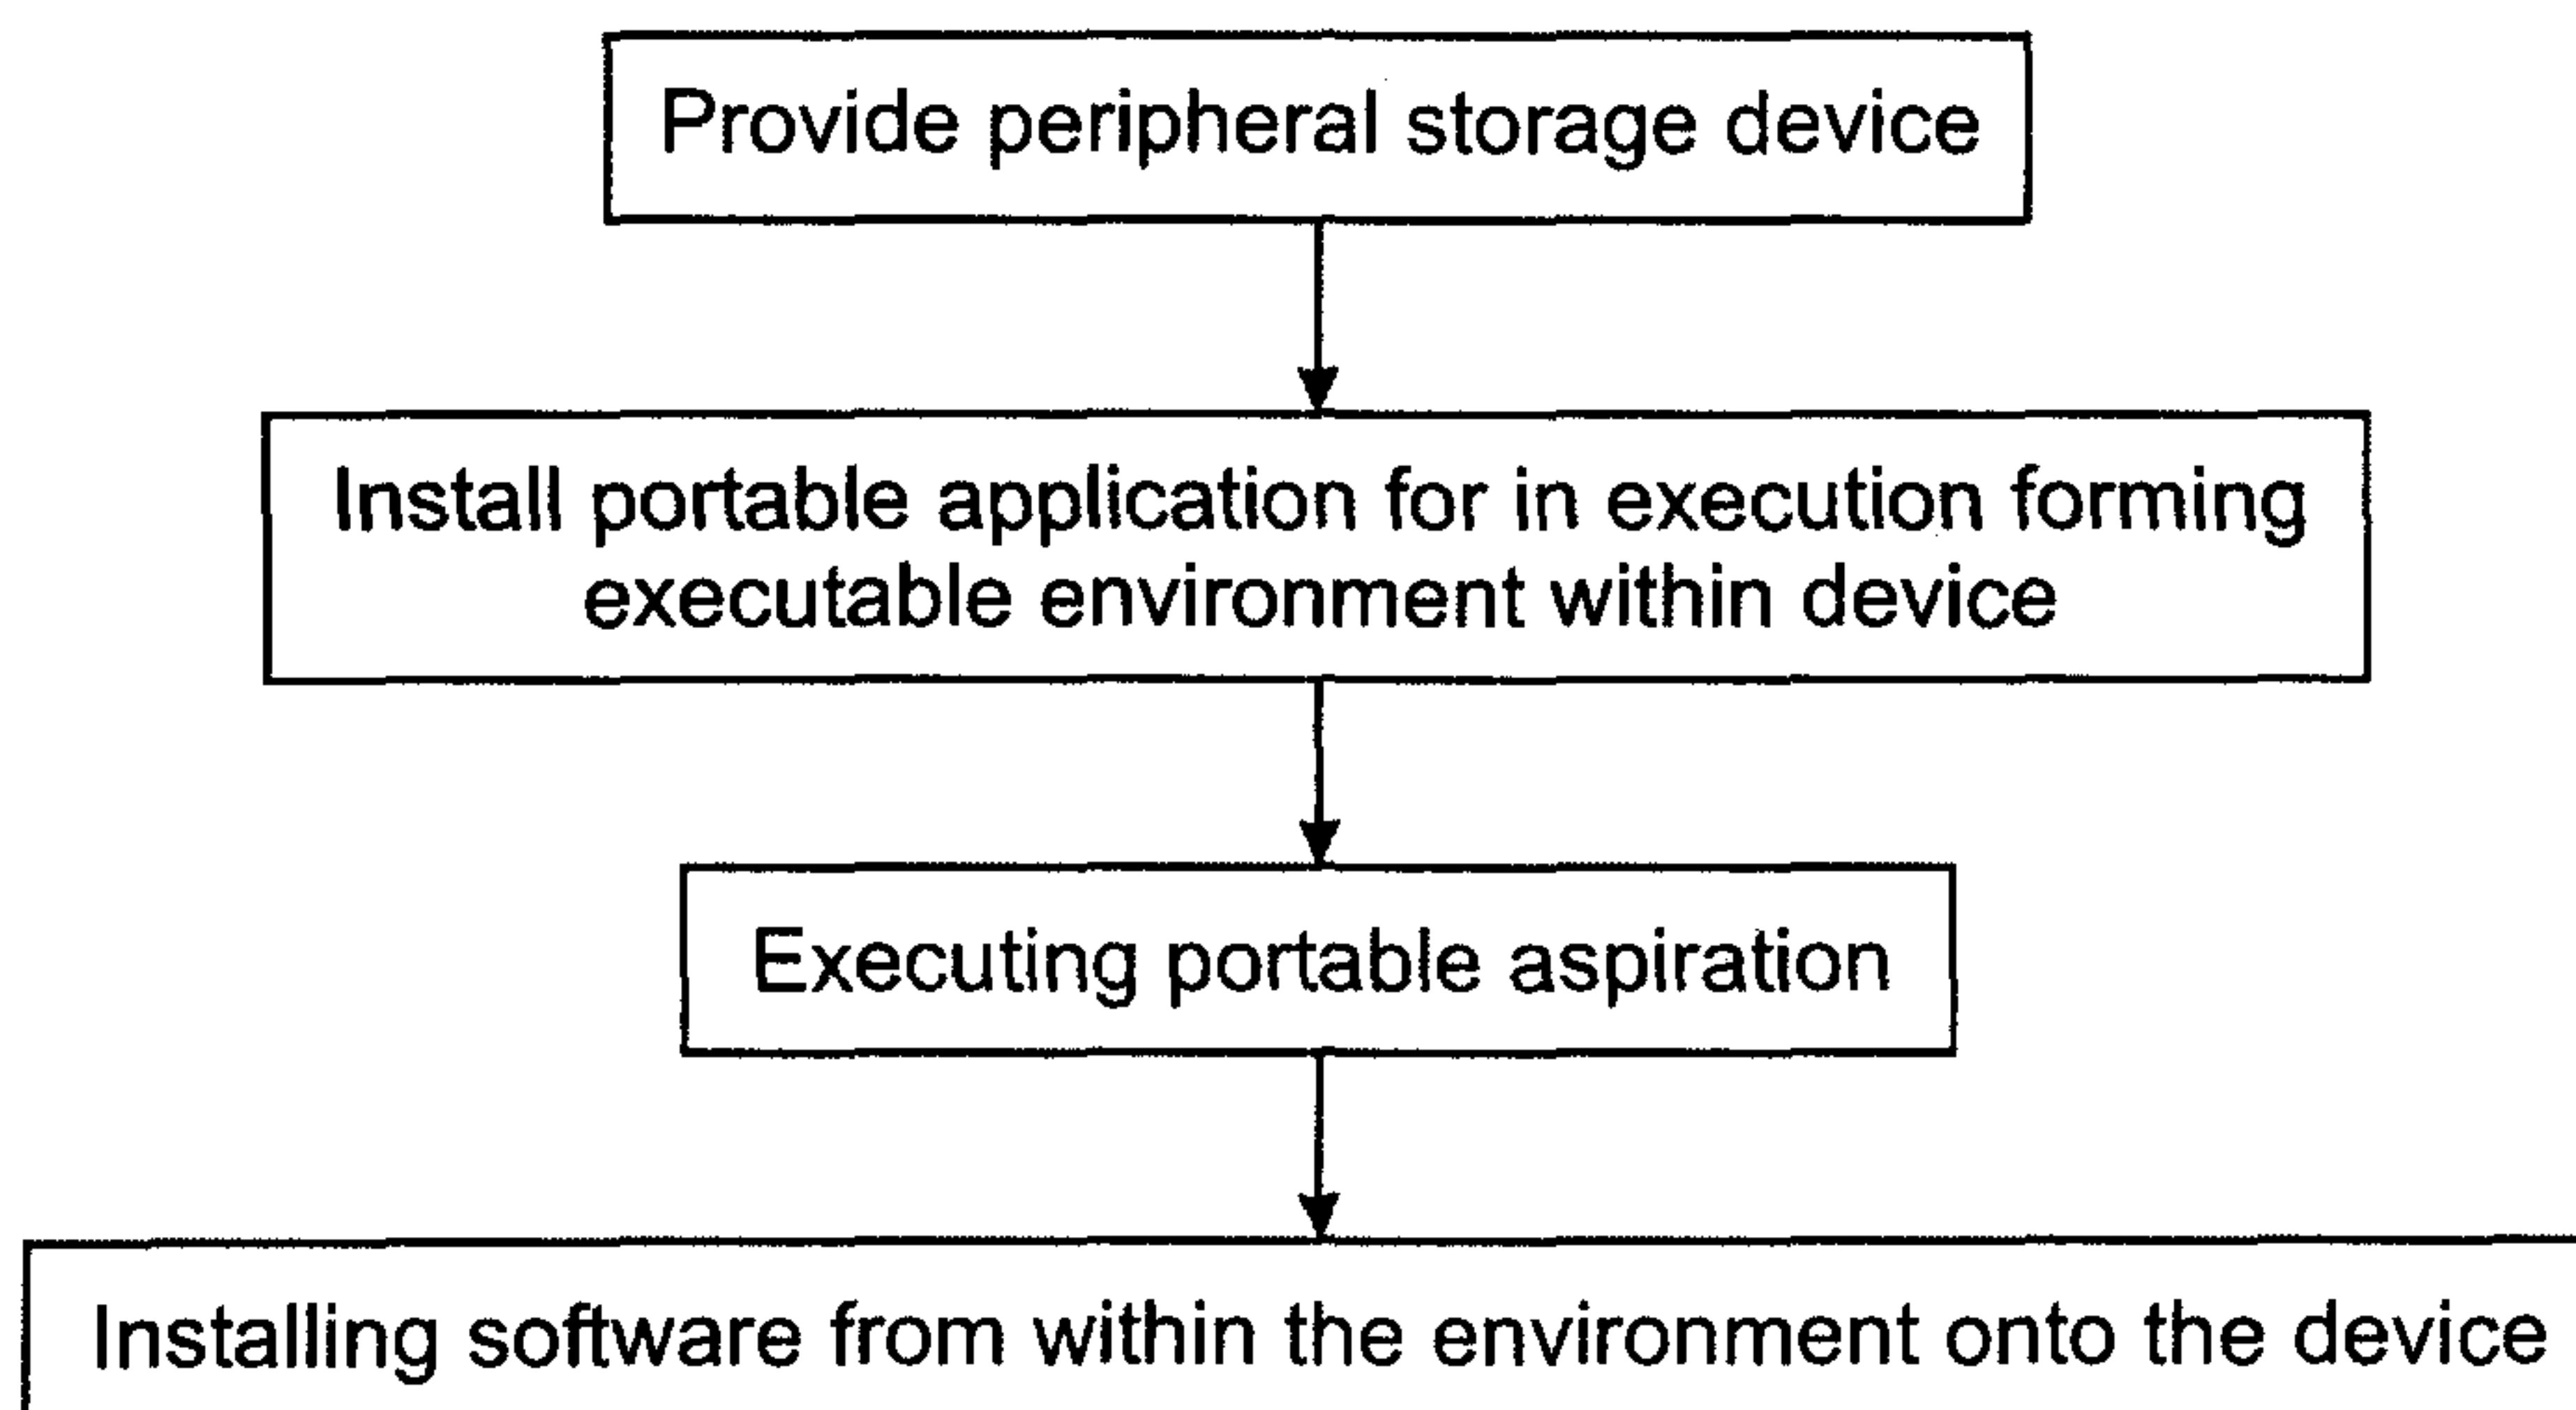 Provide peripheral storage device
Install portable application for in execution forming
executable environment within device
Executing portable aspiration
Installing software from within the environment onto the device